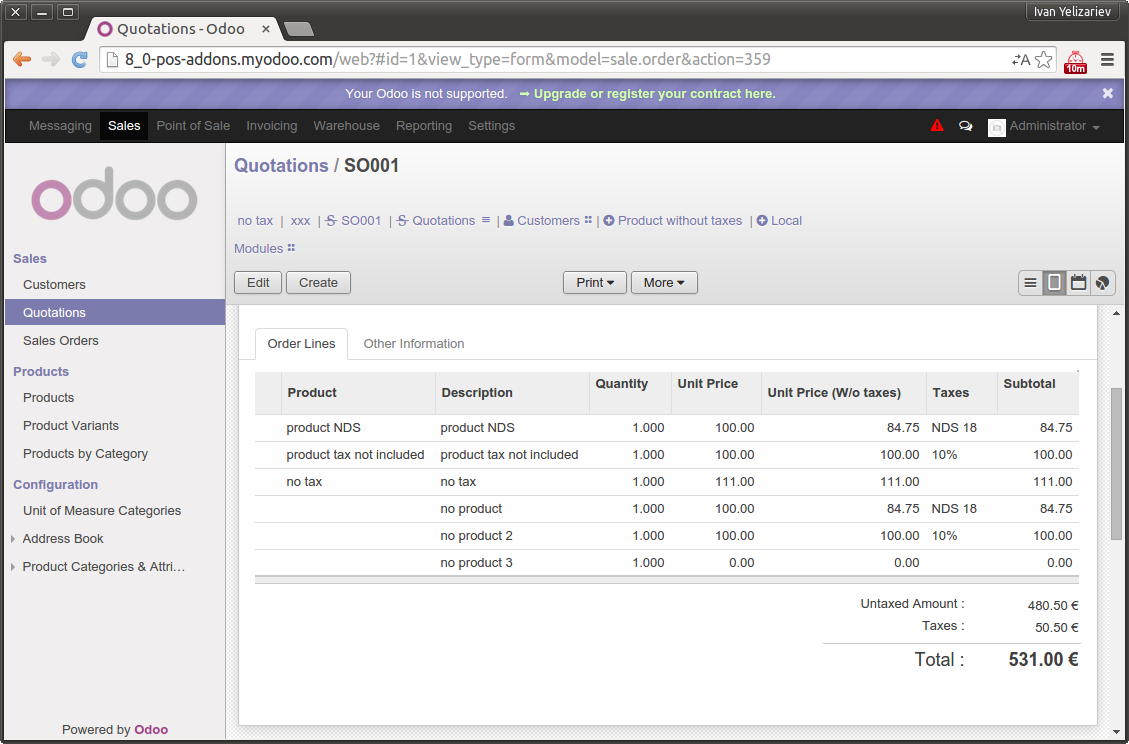 Ivan Yelizariev
Quotations - Odoo
8_0-pos-addons.myodoo.com/web?#id=1&view_type=form&model=sale.order&action=359
10m
Your Odoo is not supported. → Upgrade or register your contract here.
Messaging Sales Point of Sale Invoicing Warehouse Reporting Settings Administrator
odoo
Quotations / SO001
no tax | xxx | S SO001 | S Quotations | Customers | Product without taxes | Local
Modules
Edit Create Print More
Sales
Customers
Quotations
Sales Orders
Products
Products
Product Variants
Products by Category
Configuration
Unit of Measure Categories
Address Book
Product Categories & Attri…
Powered by Odoo
Order Lines Other Information
Product Description Quantity Unit Price Unit Price (W/o taxes) Taxes Subtotal
product NDS product NDS 1.000 100.00 84.75 NDS 18 84.75
product tax not included product tax not included 1.000 100.00 100.00 10% 100.00
no tax no tax 1.000 111.00 111.00 111.00
no product 1.000 100.00 84.75 NDS 18 84.75
no product 2 1.000 100.00 100.00 10% 100.00
no product 3 1.000 0.00 0.00 0.00
Untaxed Amount : 480.50 €
Taxes : 50.50 €
Total : 531.00 €